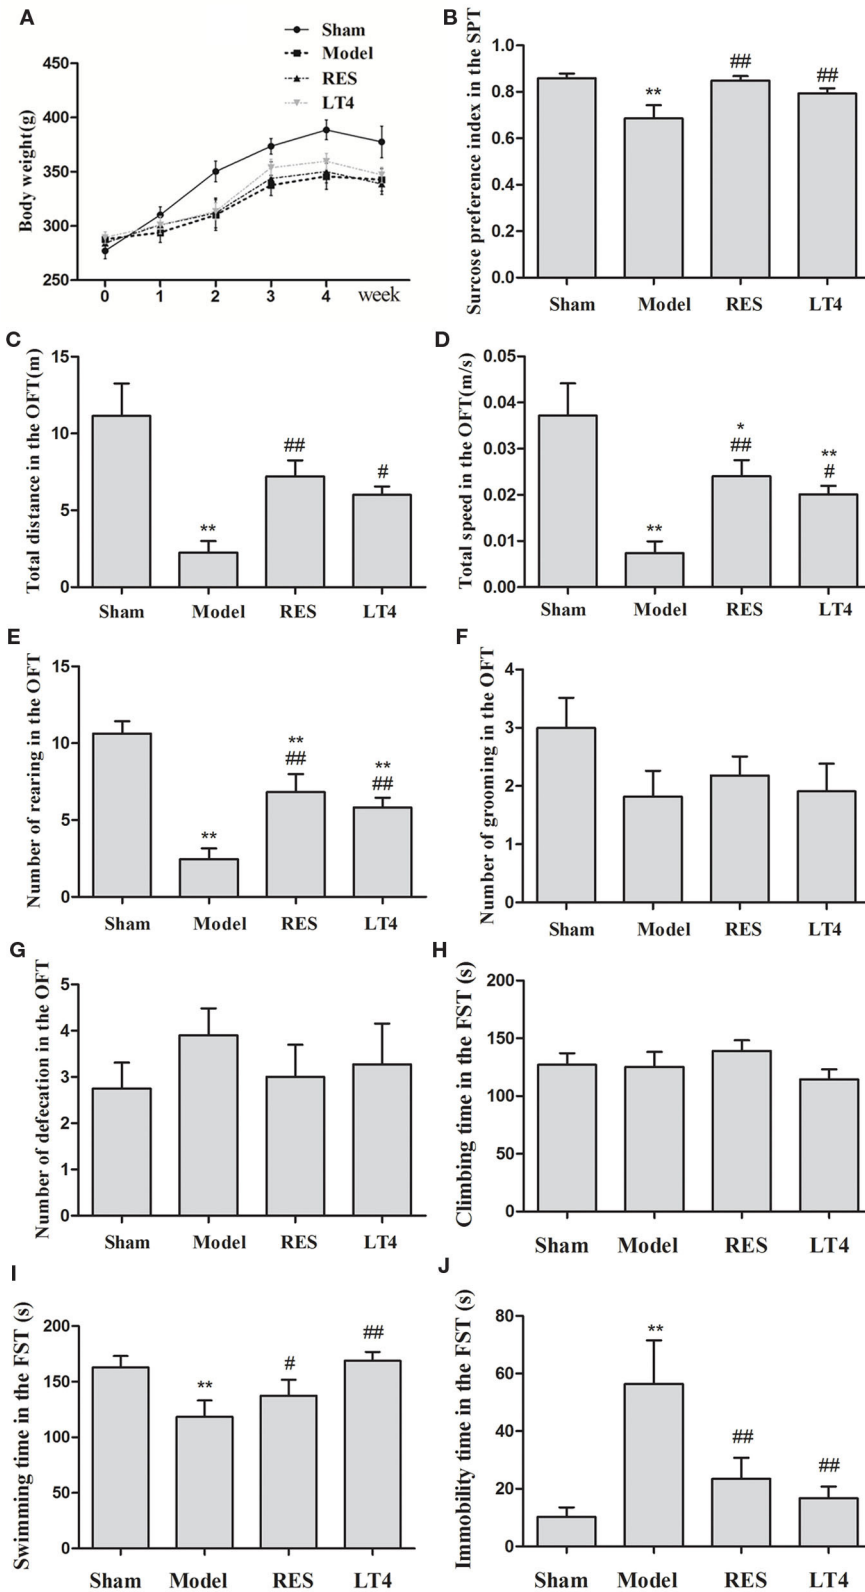 A
Sham
Model
RES
LT4
Body weight(g)
450
400
350
300
250
0 1 2 3 4 week
B
Surcose preference index in the SPT
1.0
0.8
0.6
0.4
0.2
0.0
**
##
##
Sham Model RES LT4
C
Total distance in the OFT(m)
15
10
5
0
**
##
#
Sham Model RES LT4
D
Total speed in the OFT(m/s)
0.05
0.04
0.03
0.02
0.01
0.00
**
*
##
**
#
Sham Model RES LT4
E
Number of rearing in the OFT
15
10
5
0
**
**
##
**
##
Sham Model RES LT4
F
Number of grooming in the OFT
4
3
2
1
0
Sham Model RES LT4
G
Number of defecation in the OFT
5
4
3
2
1
0
Sham Model RES LT4
H
Climbing time in the FST (s)
200
150
100
50
0
Sham Model RES LT4
I
Swimming time in the FST (s)
200
150
100
50
0
**
#
##
Sham Model RES LT4
J
Immobility time in the FST (s)
80
60
40
20
0
**
##
##
Sham Model RES LT4